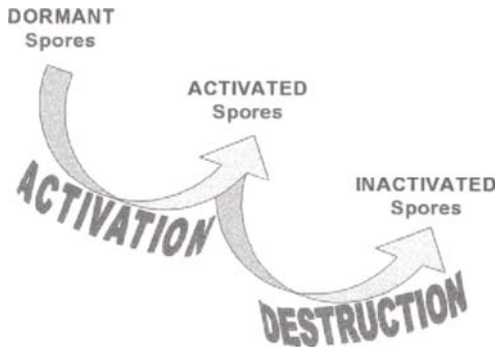 DORMANT
Spores
ACTIVATED
Spores
ACTIVATION
INACTIVATED
Spores
DESTRUCTION